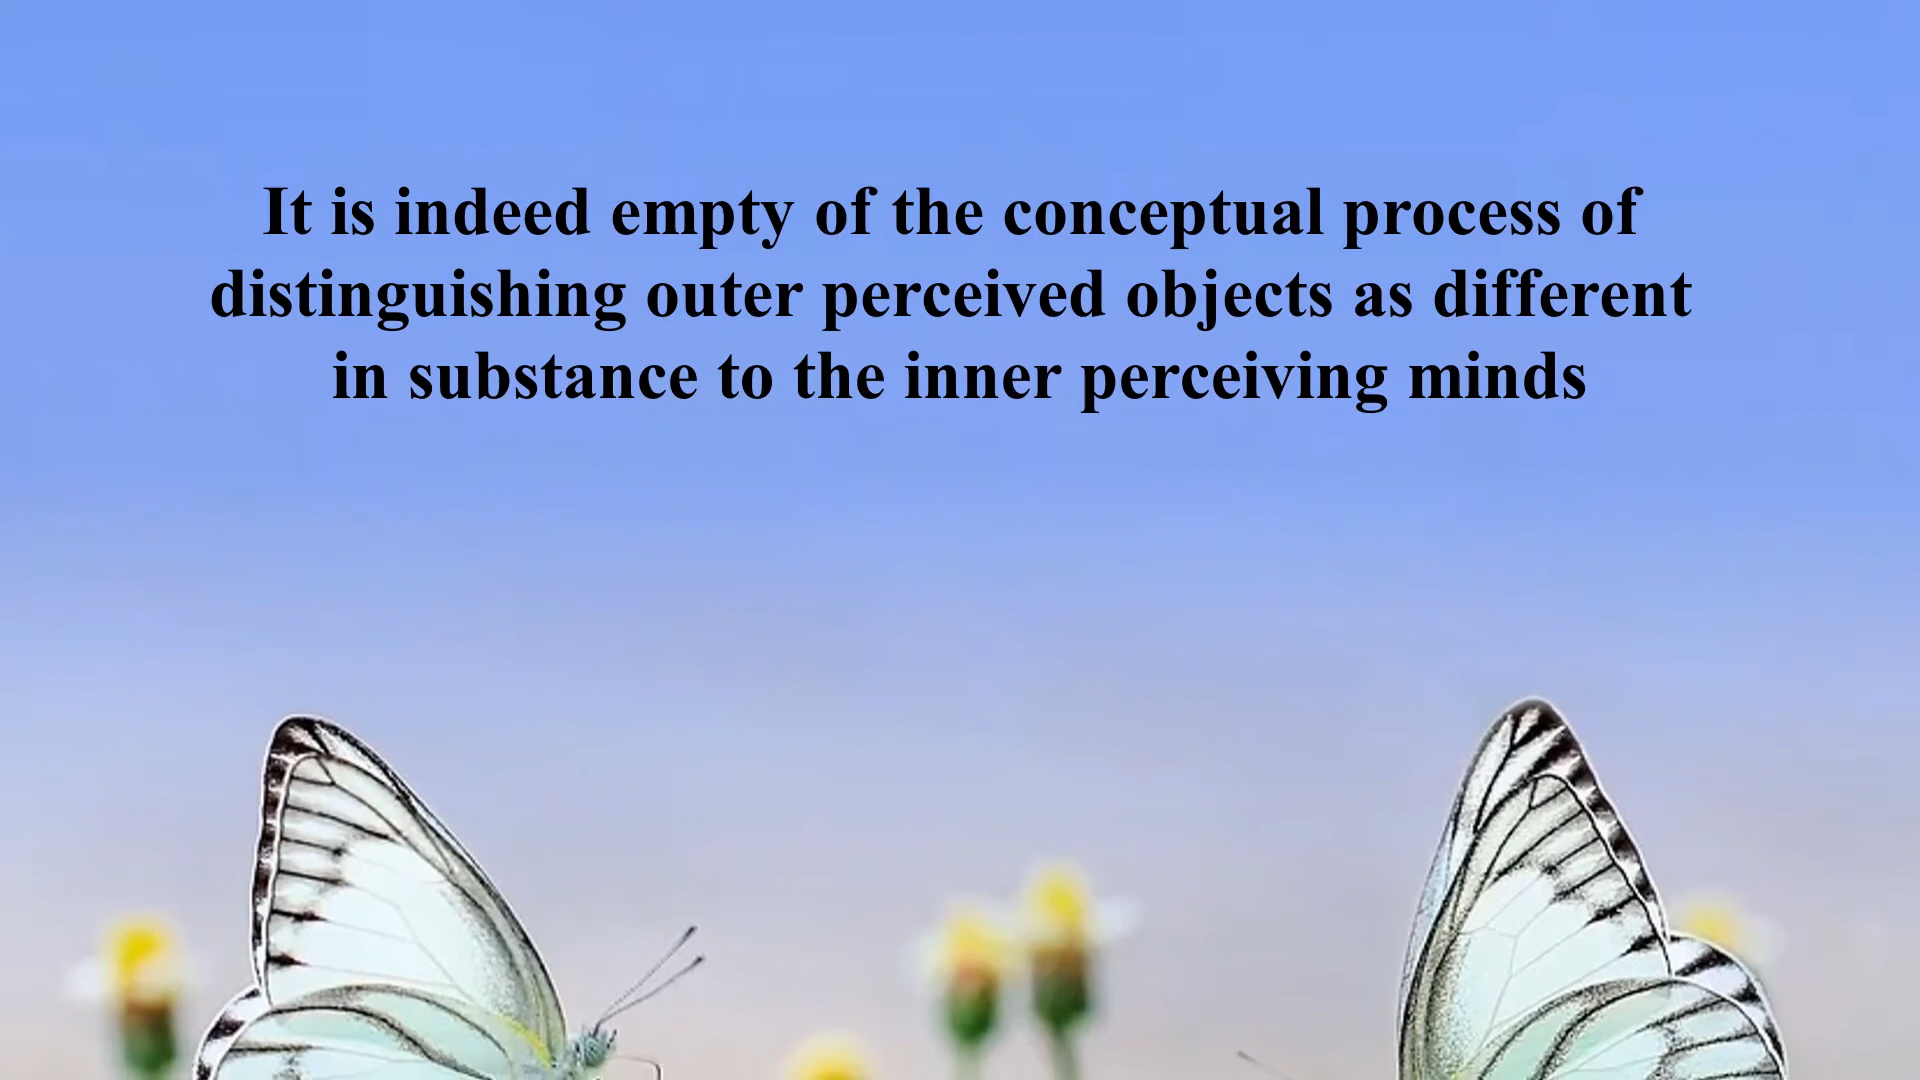 It is indeed empty of the conceptual process of
distinguishing outer perceived objects as different
in substance to the inner perceiving minds